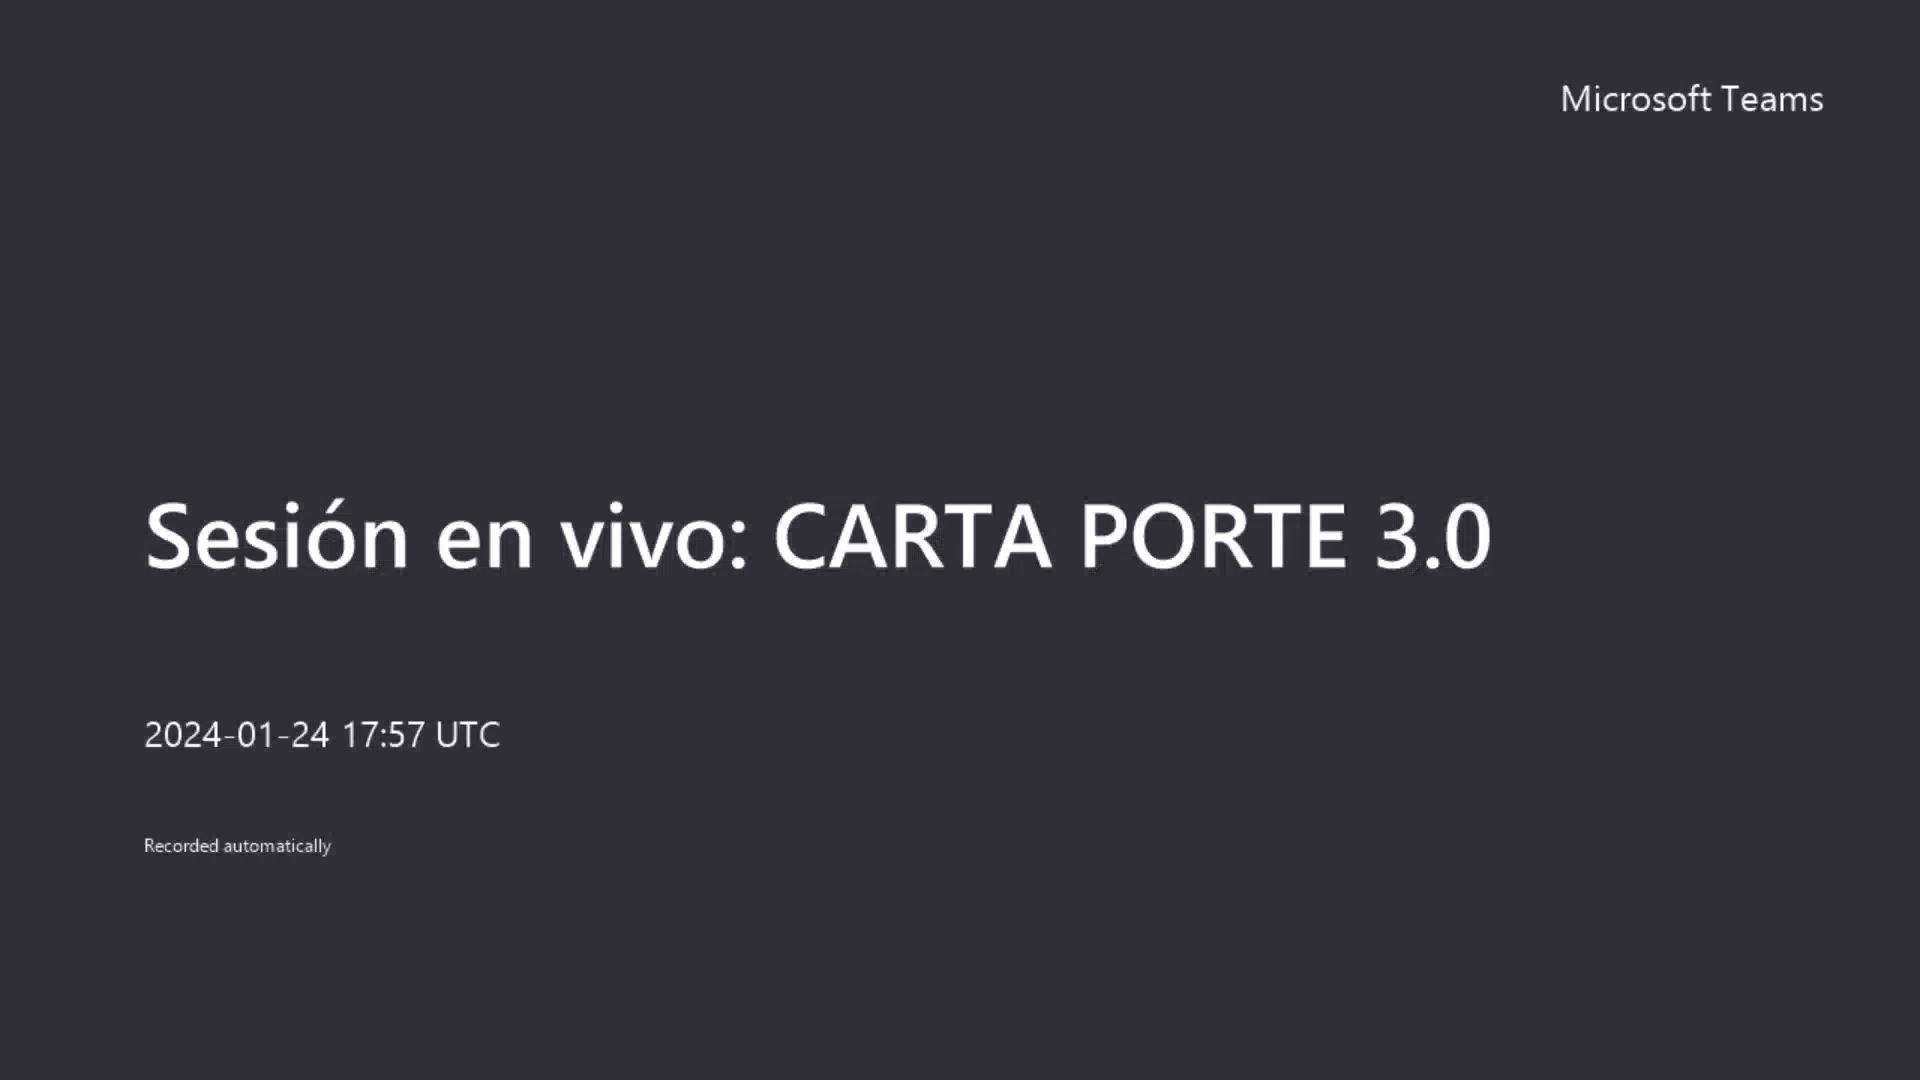 Microsoft Teams
Sesión en vivo: CARTA PORTE 3.0
2024-01-24 17:57 UTC
Recorded automatically